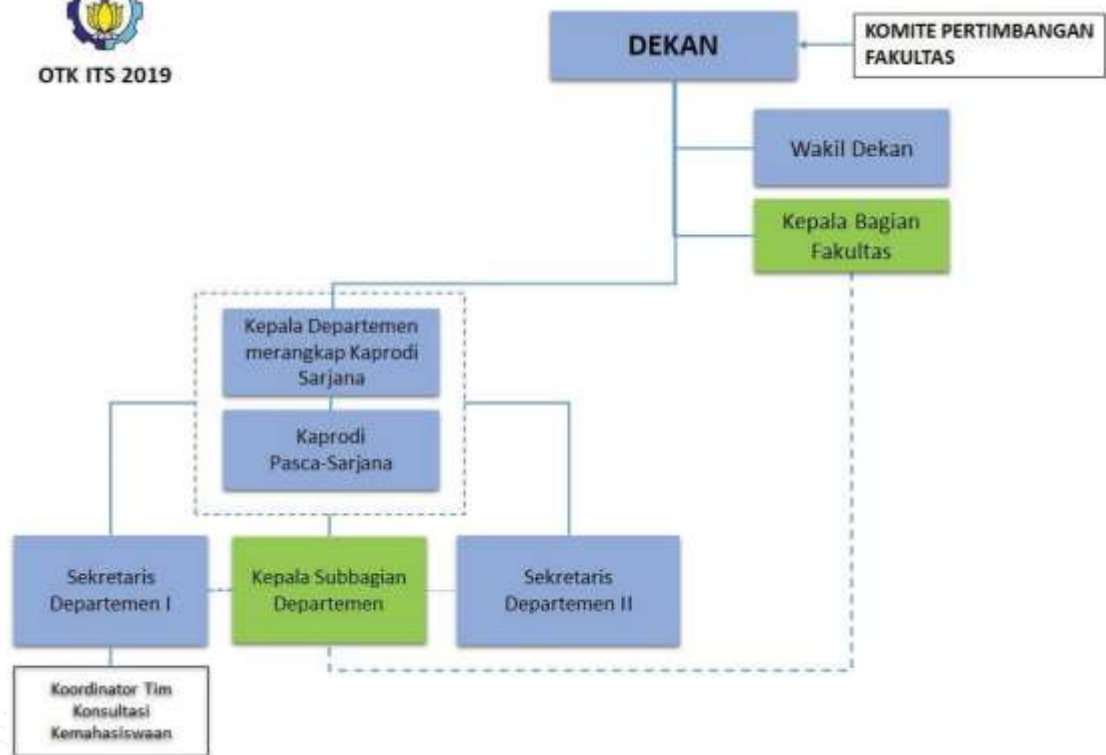 OTK ITS 2019
DEKAN
KOMITE PERTIMBANGAN
FAKULTAS
Wakil Dekan
Kepala Bagian
Fakultas
Kepala Departemen
merangkap Kaprodi
Sarjana
Kaprodi
Pasca-Sarjana
Sekretaris
Departemen I
Kepala Subbagian
Departemen
Sekretaris
Departemen II
Koordinator Tim
Konsultasi
Kemahasiswaan